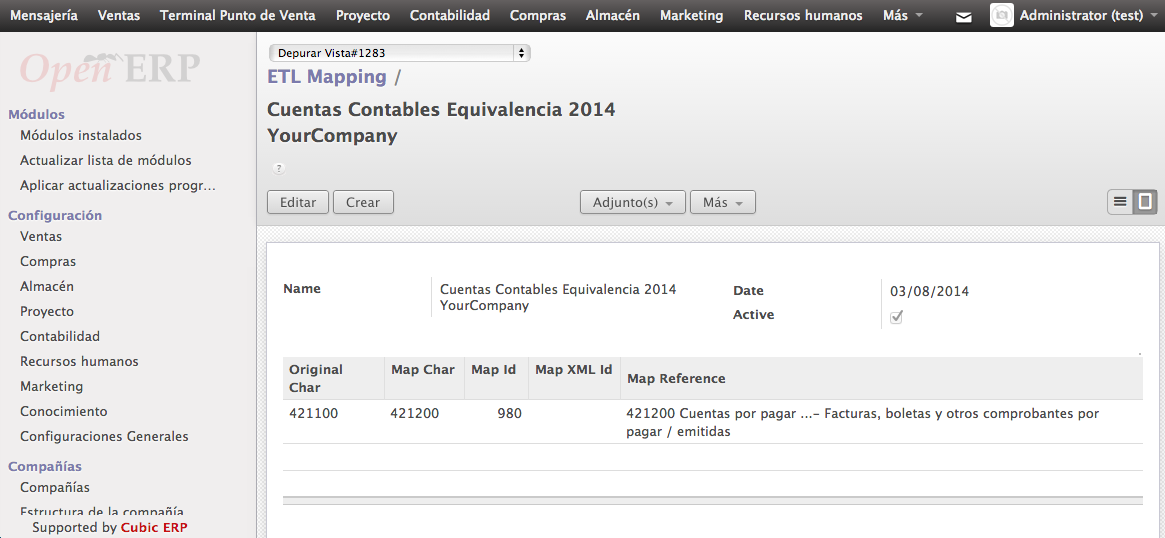 Mensajería Ventas Terminal Punto de Venta Proyecto Contabilidad Compras Almacén Marketing Recursos humanos Más Administrator (test)
Open ERP
Módulos
Módulos instalados
Actualizar lista de módulos
Aplicar actualizaciones progr...
Configuración
Ventas
Compras
Almacén
Proyecto
Contabilidad
Recursos humanos
Marketing
Conocimiento
Configuraciones Generales
Compañías
Compañías
Estructura de la compañía
Supported by Cubic ERP
Depurar Vista#1283
ETL Mapping /
Cuentas Contables Equivalencia 2014
YourCompany
?
Editar Crear Adjunto(s) Más
Name Cuentas Contables Equivalencia 2014
YourCompany
Date 03/08/2014
Active
Original
Char
Map Char Map Id Map XML Id Map Reference
421100 421200 980 421200 Cuentas por pagar ...- Facturas, boletas y otros comprobantes por
pagar / emitidas